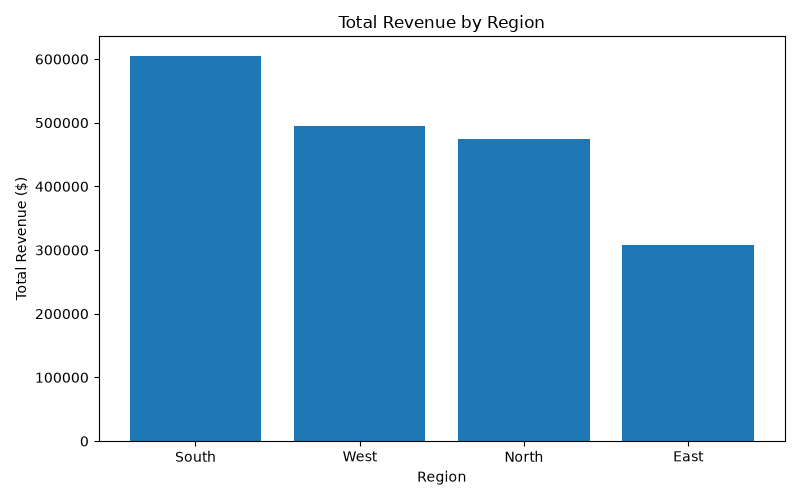 Total Revenue by Region
Total Revenue ($)
600000
500000
400000
300000
200000
100000
0
South West North East
Region